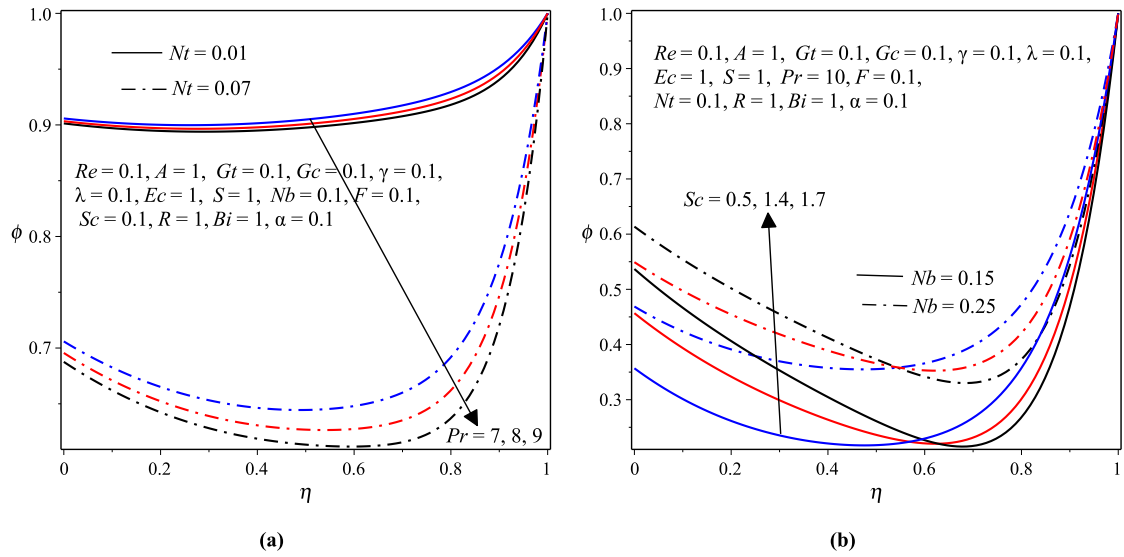 1.0
0.9
0.8
0.7
ϕ
0
0.2
0.4
0.6
0.8
1
η
Nt = 0.01
Nt = 0.07
Re = 0.1, A = 1, Gt = 0.1, Gc = 0.1, γ = 0.1,
λ = 0.1, Ec = 1, S = 1, Nb = 0.1, F = 0.1,
Sc = 0.1, R = 1, Bi = 1, α = 0.1
Pr = 7, 8, 9
(a)
1.0
0.9
0.8
0.7
0.6
0.5
0.4
0.3
ϕ
0
0.2
0.4
0.6
0.8
1
η
Re = 0.1, A = 1, Gt = 0.1, Gc = 0.1, γ = 0.1, λ = 0.1,
Ec = 1, S = 1, Pr = 10, F = 0.1,
Nt = 0.1, R = 1, Bi = 1, α = 0.1
Sc = 0.5, 1.4, 1.7
Nb = 0.15
Nb = 0.25
(b)